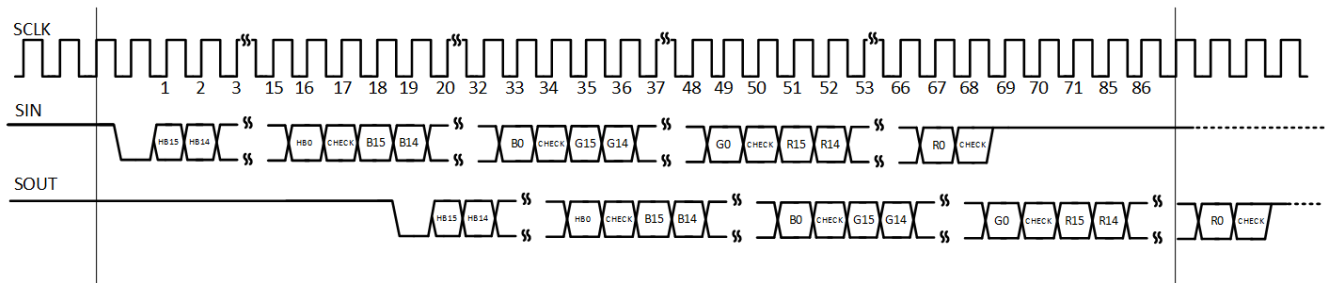 SCLK
1 2 3 15 16 17 18 19 20 32 33 34 35 36 37 48 49 50 51 52 53 66 67 68 69 70 71 85 86
SIN
HB15 HB14 HB0 CHECK B15 B14 B0 CHECK G15 G14 G0 CHECK R15 R14 R0 CHECK
SOUT
HB15 HB14 HB0 CHECK B15 B14 B0 CHECK G15 G14 G0 CHECK R15 R14 R0 CHECK